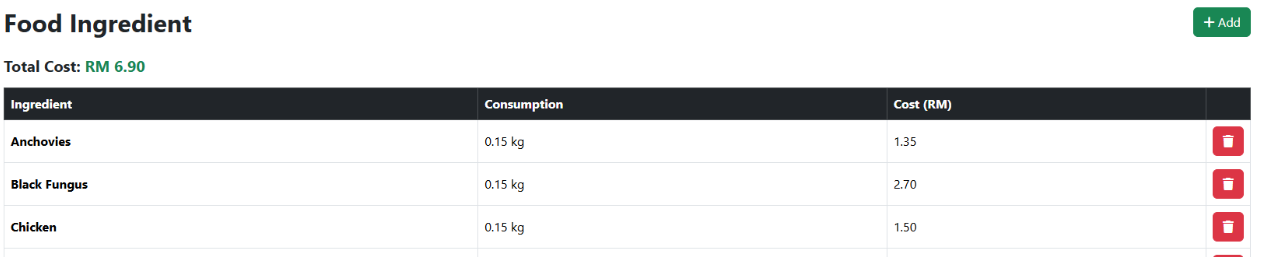 Food Ingredient
+ Add
Total Cost: RM 6.90
Ingredient Consumption Cost (RM)
Anchovies 0.15 kg 1.35
Black Fungus 0.15 kg 2.70
Chicken 0.15 kg 1.50